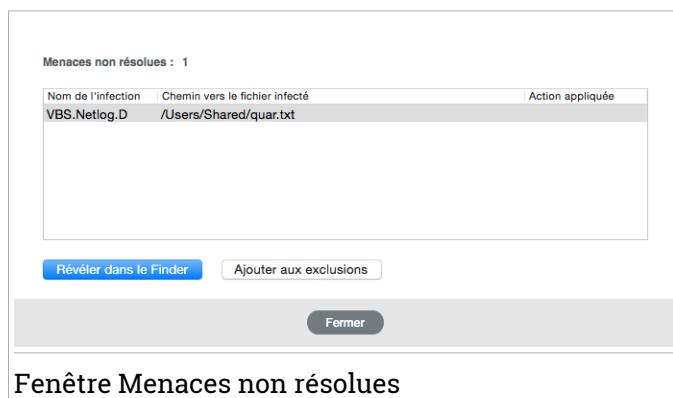 Menaces non résolues : 1
Nom de l'infection Chemin vers le fichier infecté Action appliquée
VBS.Netlog.D /Users/Shared/quar.txt
Révéler dans le Finder Ajouter aux exclusions
Fermer
Fenêtre Menaces non résolues